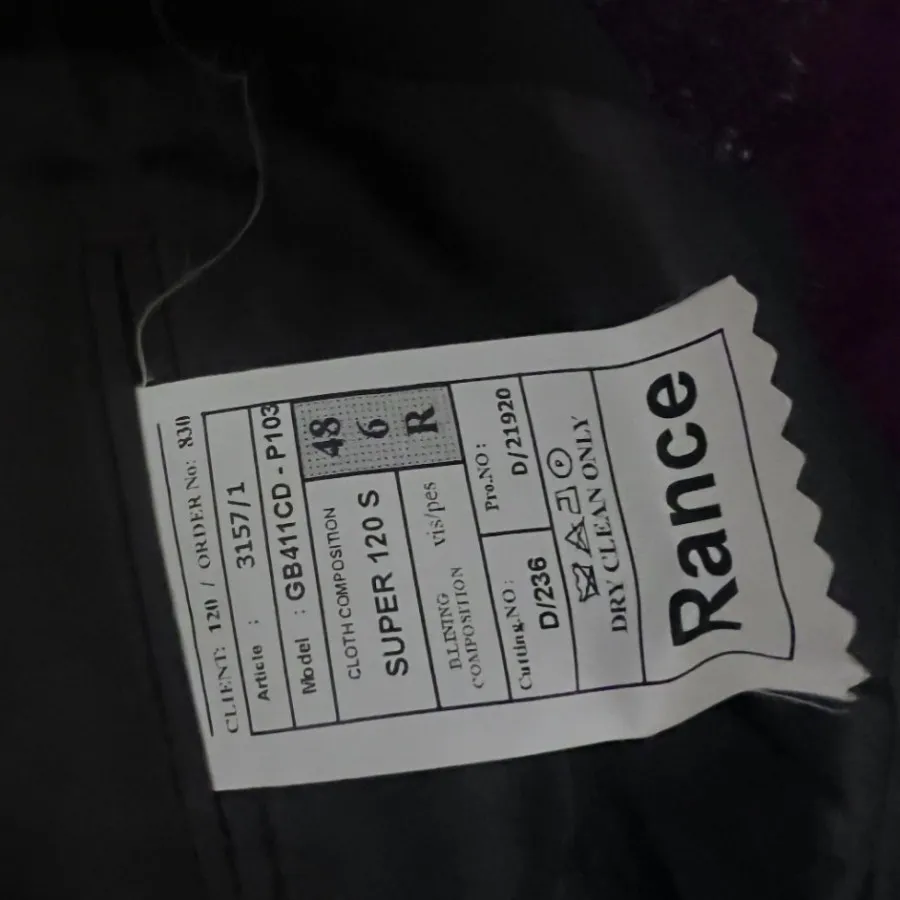 CLIENT: 120 / ORDER No: 830
Article : 3157/1
Model : GB411CD - P103
48
6
R
CLOTH COMPOSITION
SUPER 120 S
B.LINING vis/pes
COMPOSITION
Cutting.NO: Pro.NO:
D/236 D/21920
DRY CLEAN ONLY
Rance